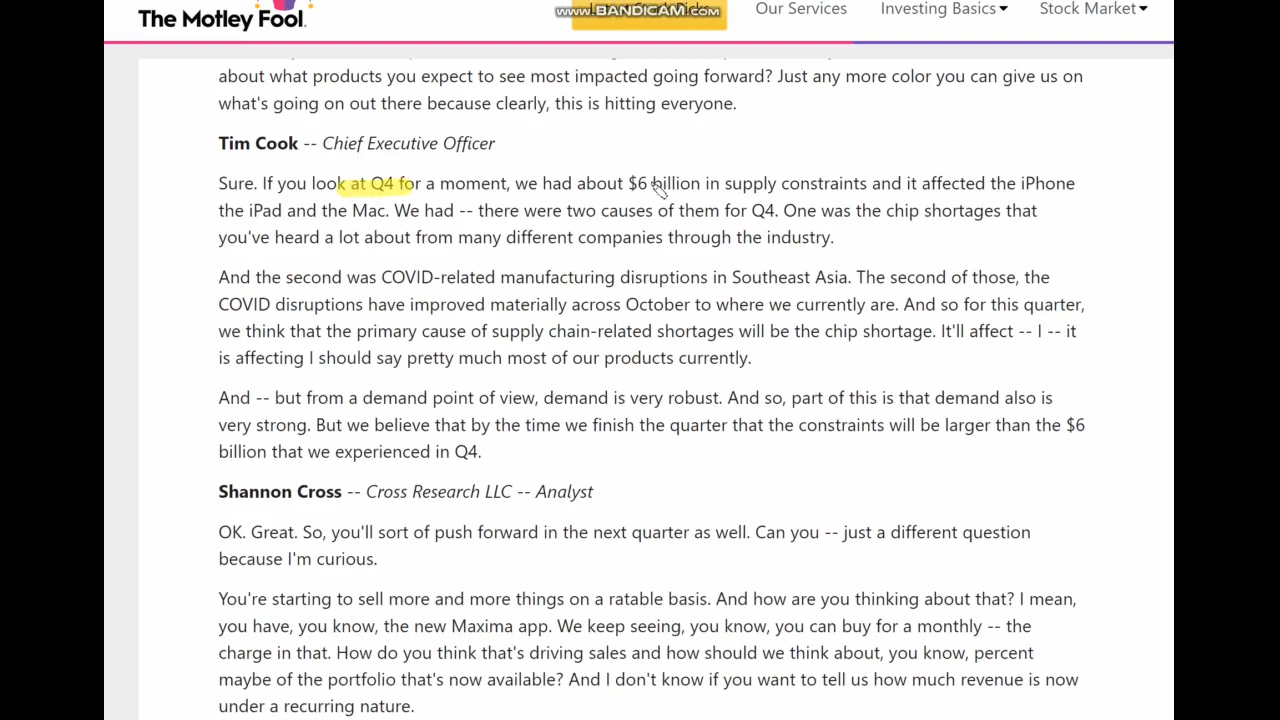 www.BANDICAM.com
The Motley Fool.
Our Services
Investing Basics
Stock Market
about what products you expect to see most impacted going forward? Just any more color you can give us on
what's going on out there because clearly, this is hitting everyone.
Tim Cook -- Chief Executive Officer
Sure. If you look at Q4 for a moment, we had about $6 billion in supply constraints and it affected the iPhone
the iPad and the Mac. We had -- there were two causes of them for Q4. One was the chip shortages that
you've heard a lot about from many different companies through the industry.
And the second was COVID-related manufacturing disruptions in Southeast Asia. The second of those, the
COVID disruptions have improved materially across October to where we currently are. And so for this quarter,
we think that the primary cause of supply chain-related shortages will be the chip shortage. It'll affect -- I -- it
is affecting I should say pretty much most of our products currently.
And -- but from a demand point of view, demand is very robust. And so, part of this is that demand also is
very strong. But we believe that by the time we finish the quarter that the constraints will be larger than the $6
billion that we experienced in Q4.
Shannon Cross -- Cross Research LLC -- Analyst
OK. Great. So, you'll sort of push forward in the next quarter as well. Can you -- just a different question
because I'm curious.
You're starting to sell more and more things on a ratable basis. And how are you thinking about that? I mean,
you have, you know, the new Maxima app. We keep seeing, you know, you can buy for a monthly -- the
charge in that. How do you think that's driving sales and how should we think about, you know, percent
maybe of the portfolio that's now available? And I don't know if you want to tell us how much revenue is now
under a recurring nature.